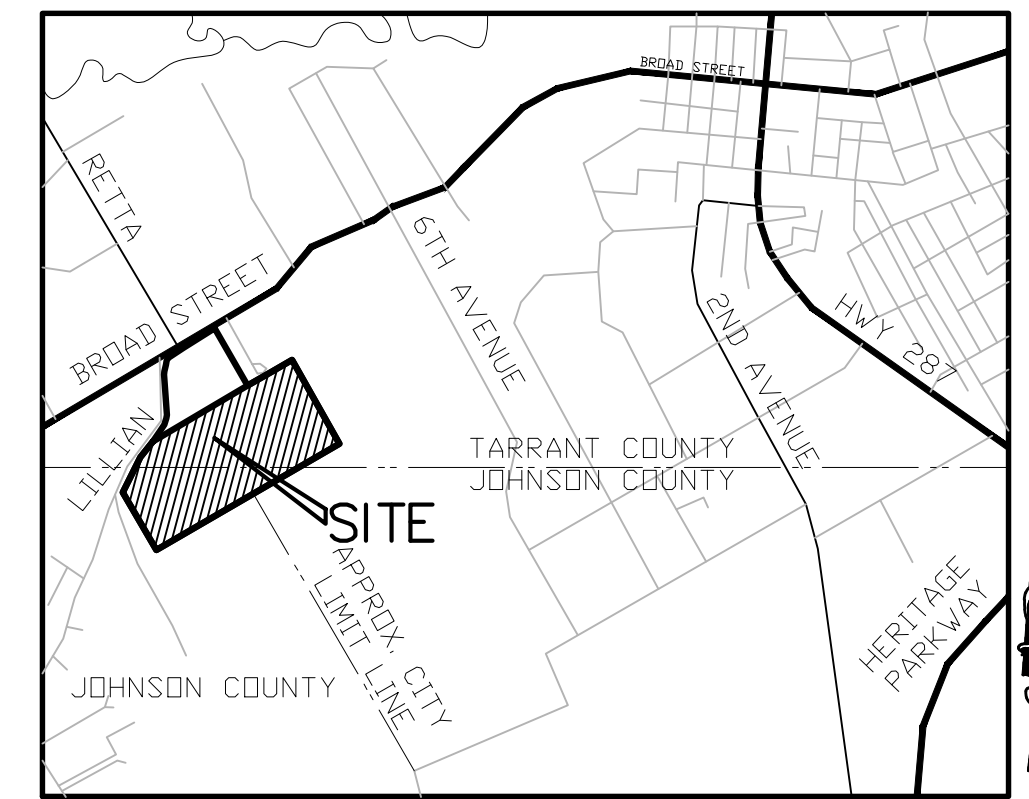 BROAD STREET
RETTA
6TH AVENUE
BROAD STREET
2ND AVENUE
HWY 287
LILLIAN
TARRANT COUNTY
JOHNSON COUNTY
SITE
APPROX. CITY
LIMIT LINE
HERITAGE
PARKWAY
JOHNSON COUNTY